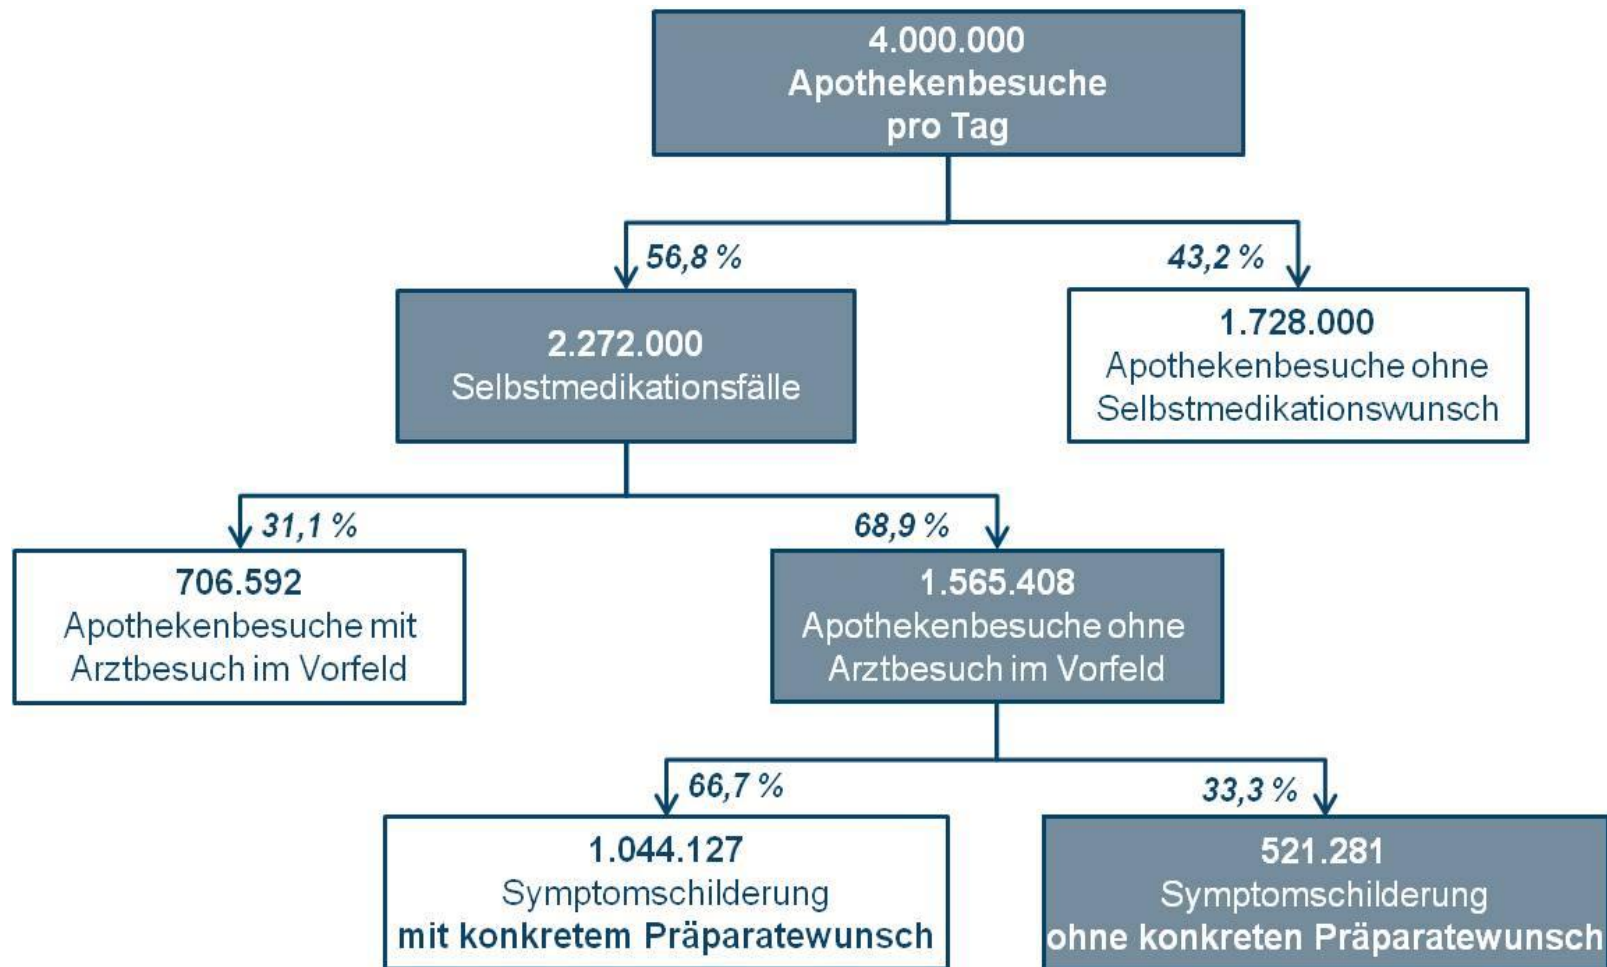 4.000.000
Apothekenbesuche
pro Tag
56,8 %
43,2 %
2.272.000
Selbstmedikationsfälle
1.728.000
Apothekenbesuche ohne
Selbstmedikationswunsch
31,1 %
68,9 %
706.592
Apothekenbesuche mit
Arztbesuch im Vorfeld
1.565.408
Apothekenbesuche ohne
Arztbesuch im Vorfeld
66,7 %
33,3 %
1.044.127
Symptomschilderung
mit konkretem Präparatewunsch
521.281
Symptomschilderung
ohne konkreten Präparatewunsch